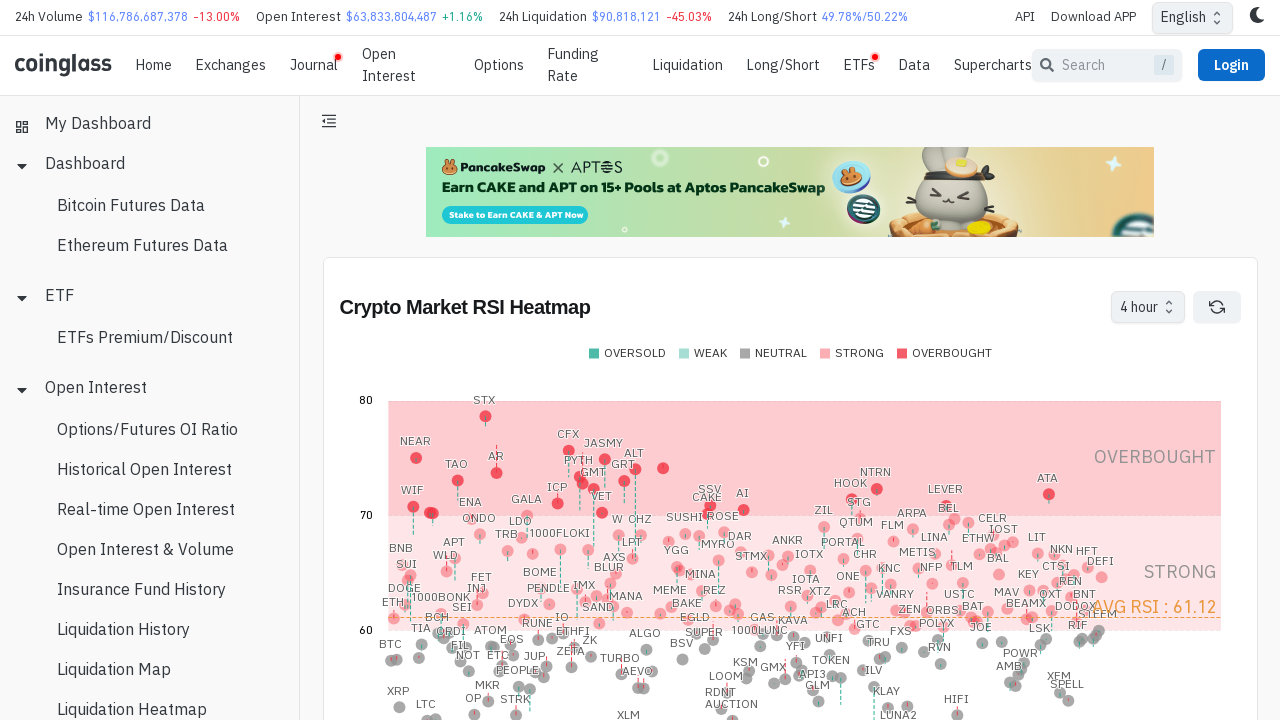 24h Volume $116,786,687,378 -13.00% Open Interest $63,833,804,487 +1.16% 24h Liquidation $90,818,121 -45.03% 24h Long/Short 49.78%/50.22% API Download APP English
coinglass Home Exchanges Journal Open Interest Options Funding Rate Liquidation Long/Short ETFs Data Supercharts Search / Login
My Dashboard
Dashboard
Bitcoin Futures Data
Ethereum Futures Data
ETF
ETFs Premium/Discount
Open Interest
Options/Futures OI Ratio
Historical Open Interest
Real-time Open Interest
Open Interest & Volume
Insurance Fund History
Liquidation History
Liquidation Map
Liquidation Heatmap
PancakeSwap X APTOS
Earn CAKE and APT on 15+ Pools at Aptos PancakeSwap
Stake to Earn CAKE & APT Now
Crypto Market RSI Heatmap
4 hour
OVERSOLD WEAK NEUTRAL STRONG OVERBOUGHT
80
STX
NEAR CFX JASMY
AR PYTH ALT OVERBOUGHT
TAO GMT GRT
NTRN ATA
WIF ICP VET SSV HOOK LEVER
ENA GALA CAKE AI STG BEL
70
ONDO LDO W CHZ SUSHI ROSE ZIL QTUM FLM ARPA CELR
TRB 1000FLOKI DAR LINA ETHW IOST
BNB APT LPT YGG MYRO ANKR PORTAL METIS LIT
WLD AXS STMX IOTX CHR BAL NKN HFT
SUI BOME BLUR MINA KNC NFP TLM CTSI DEFI
FET IOTA ONE KEY STRONG
DOGE INJ PENDLE IMX MEME REZ RSR XTZ VANRY USTC MAV OXT REN
ETH 1000BONK SEI DYDX SAND MANA BAKE LRC ZEN ORBS BAT BEAMX DODOX BNT AVG RSI : 61.12
BCH RUNE IO EGLD GAS KAVA ACH STEEM
60
TIA ORDI ATOM ETHFI ALGO SUPER 1000LUNC GTC FXS POLYX JOE LSK RIF
BTC FIL EOS ZK BSV YFI UNFI TRU RVN
NOT ETC JUP ZETA TURBO KSM TOKEN POWR
PEOPLE AEVO LOOM GMX API3 ILV AMB XEM
XRP MKR RDNT GLM KLAY SPELL
LTC OP STRK AUCTION HIFI
XLM LUNA2